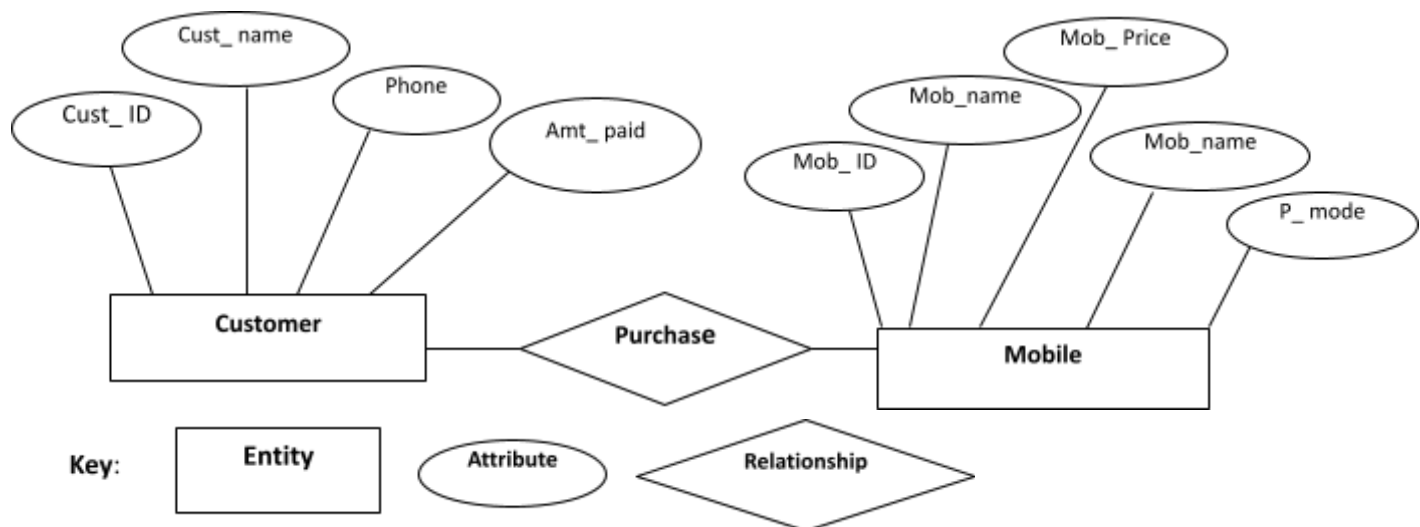 Cust_ name
Mob_ Price
Phone
Mob_name
Cust_ ID
Amt_ paid
Mob_name
Mob_ ID
P_ mode
Customer
Purchase
Mobile
Key:
Entity
Attribute
Relationship